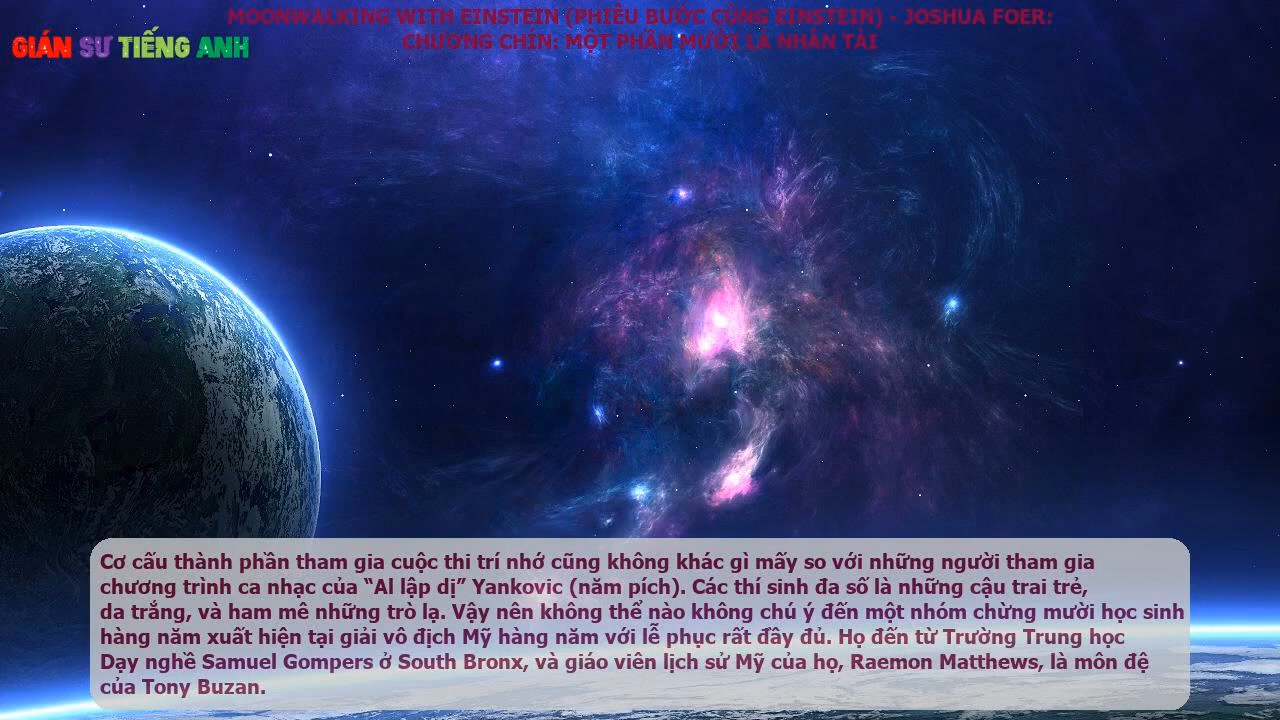 MOONWALKING WITH EINSTEIN (PHIÊU BƯỚC CÙNG EINSTEIN) - JOSHUA FOER:
CHƯƠNG CHÍN: MỘT PHẦN MƯỜI LÀ NHÂN TÀI
GIÁN SƯ TIẾNG ANH
Cơ cấu thành phần tham gia cuộc thi trí nhớ cũng không khác gì mấy so với những người tham gia
chương trình ca nhạc của “Al lập dị” Yankovic (năm pích). Các thí sinh đa số là những cậu trai trẻ,
da trắng, và ham mê những trò lạ. Vậy nên không thể nào không chú ý đến một nhóm chừng mười học sinh
hàng năm xuất hiện tại giải vô địch Mỹ hàng năm với lễ phục rất đầy đủ. Họ đến từ Trường Trung học
Dạy nghề Samuel Gompers ở South Bronx, và giáo viên lịch sử Mỹ của họ, Raemon Matthews, là môn đệ
của Tony Buzan.